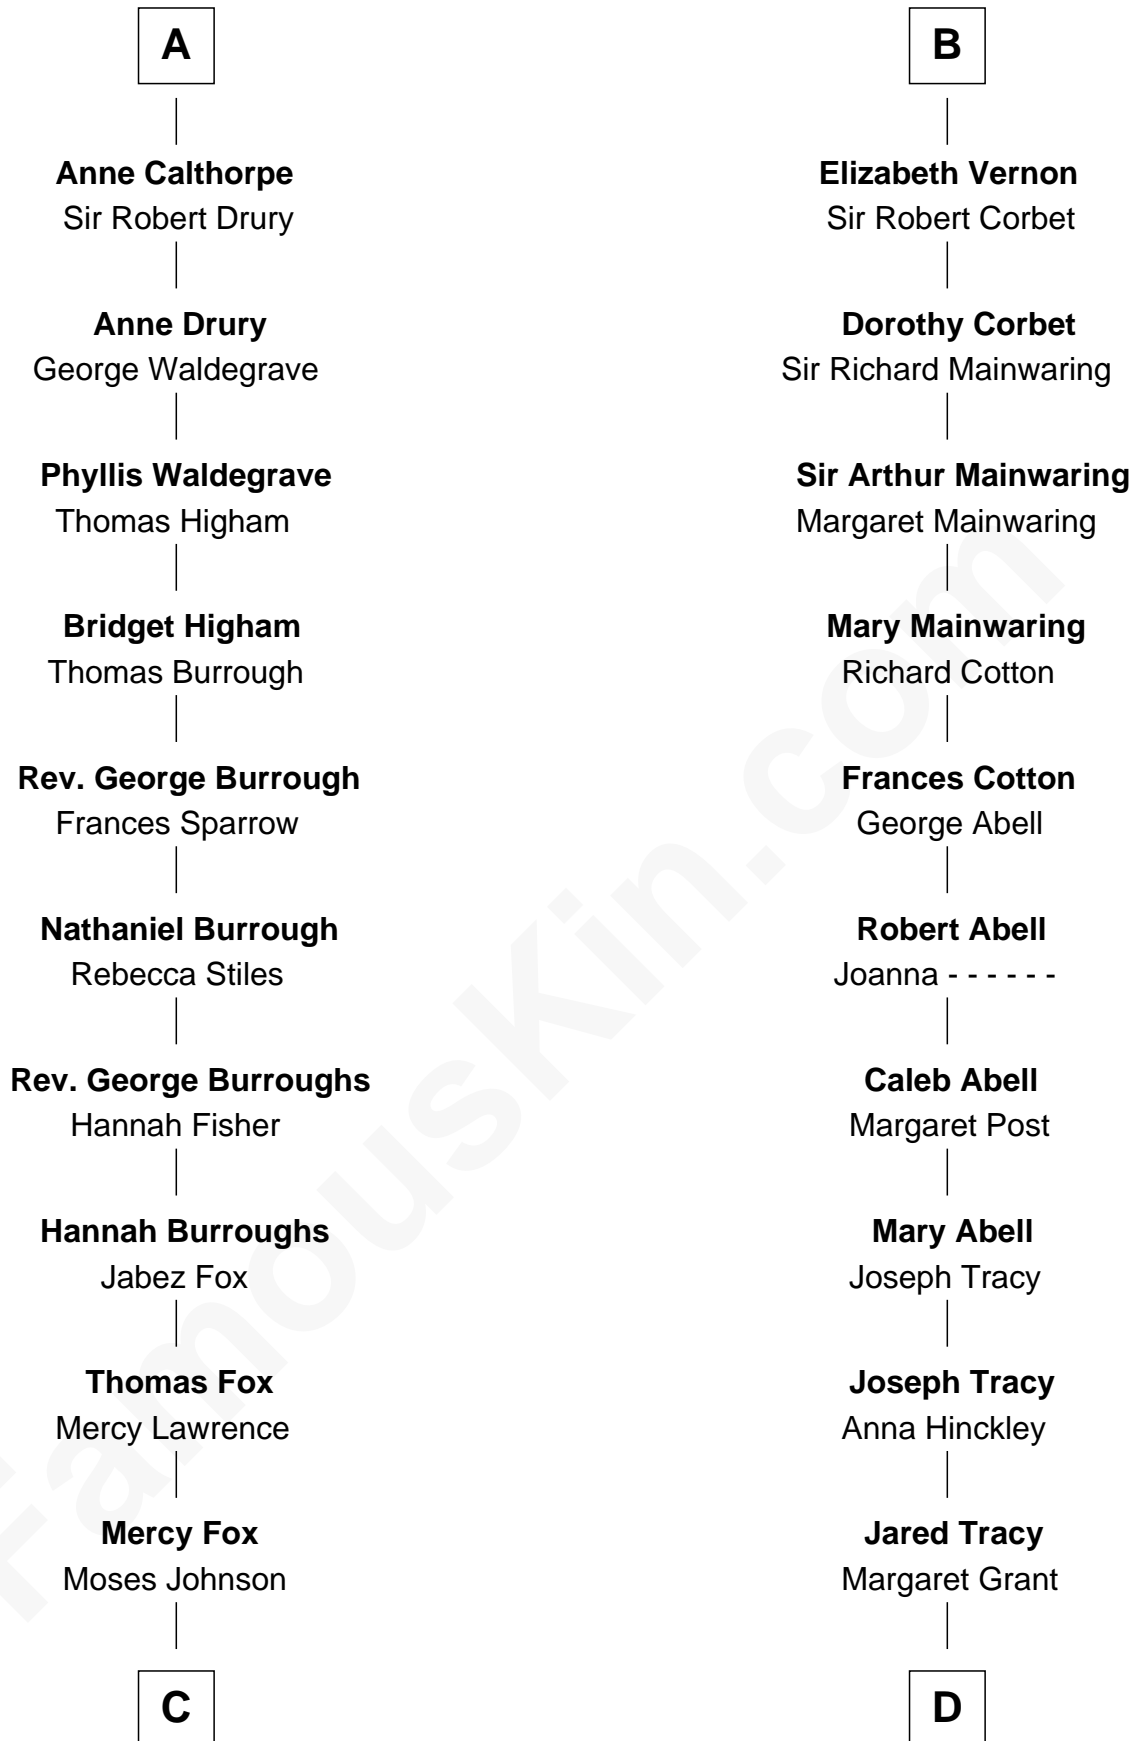 A
Anne Calthorpe
Sir Robert Drury
Anne Drury
George Waldegrave
Phyllis Waldegrave
Thomas Higham
Bridget Higham
Thomas Burrough
Rev. George Burrough
Frances Sparrow
Nathaniel Burrough
Rebecca Stiles
Rev. George Burroughs
Hannah Fisher
Hannah Burroughs
Jabez Fox
Thomas Fox
Mercy Lawrence
Mercy Fox
Moses Johnson
C
B
Elizabeth Vernon
Sir Robert Corbet
Dorothy Corbet
Sir Richard Mainwaring
Sir Arthur Mainwaring
Margaret Mainwaring
Mary Mainwaring
Richard Cotton
Frances Cotton
George Abell
Robert Abell
Joanna - - - - - -
Caleb Abell
Margaret Post
Mary Abell
Joseph Tracy
Joseph Tracy
Anna Hinckley
Jared Tracy
Margaret Grant
D
FamousKin.com